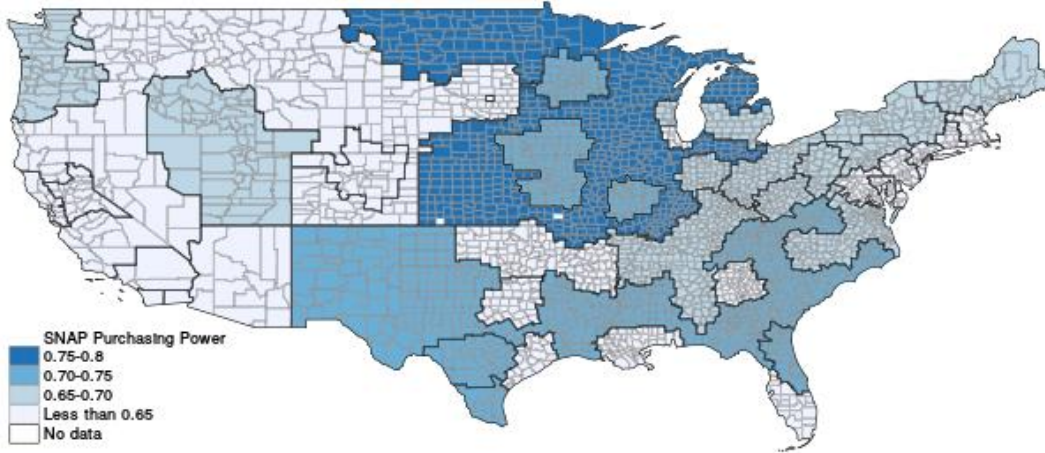 SNAP Purchasing Power
0.75-0.8
0.70-0.75
0.65-0.70
Less than 0.65
No data